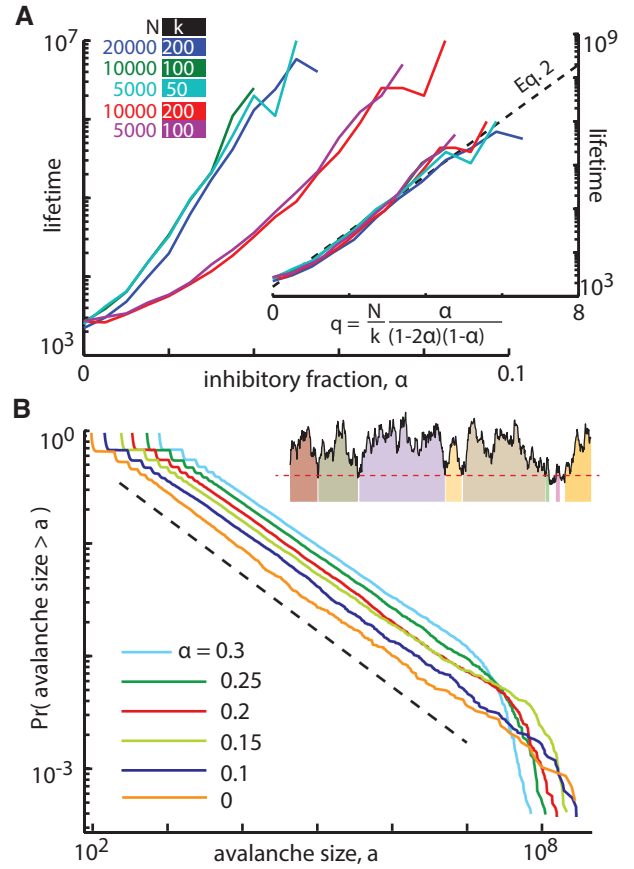 A
N k
20000 200
10000 100
5000 50
10000 200
5000 100
10^7
10^3
lifetime
0
0.1
inhibitory fraction, α
Eq. 2
10^9
10^3
lifetime
0
8
q = N/k α/((1-2α)(1-α))
B
10^0
10^-3
Pr( avalanche size > a )
α = 0.3
0.25
0.2
0.15
0.1
0
10^2
10^8
avalanche size, a